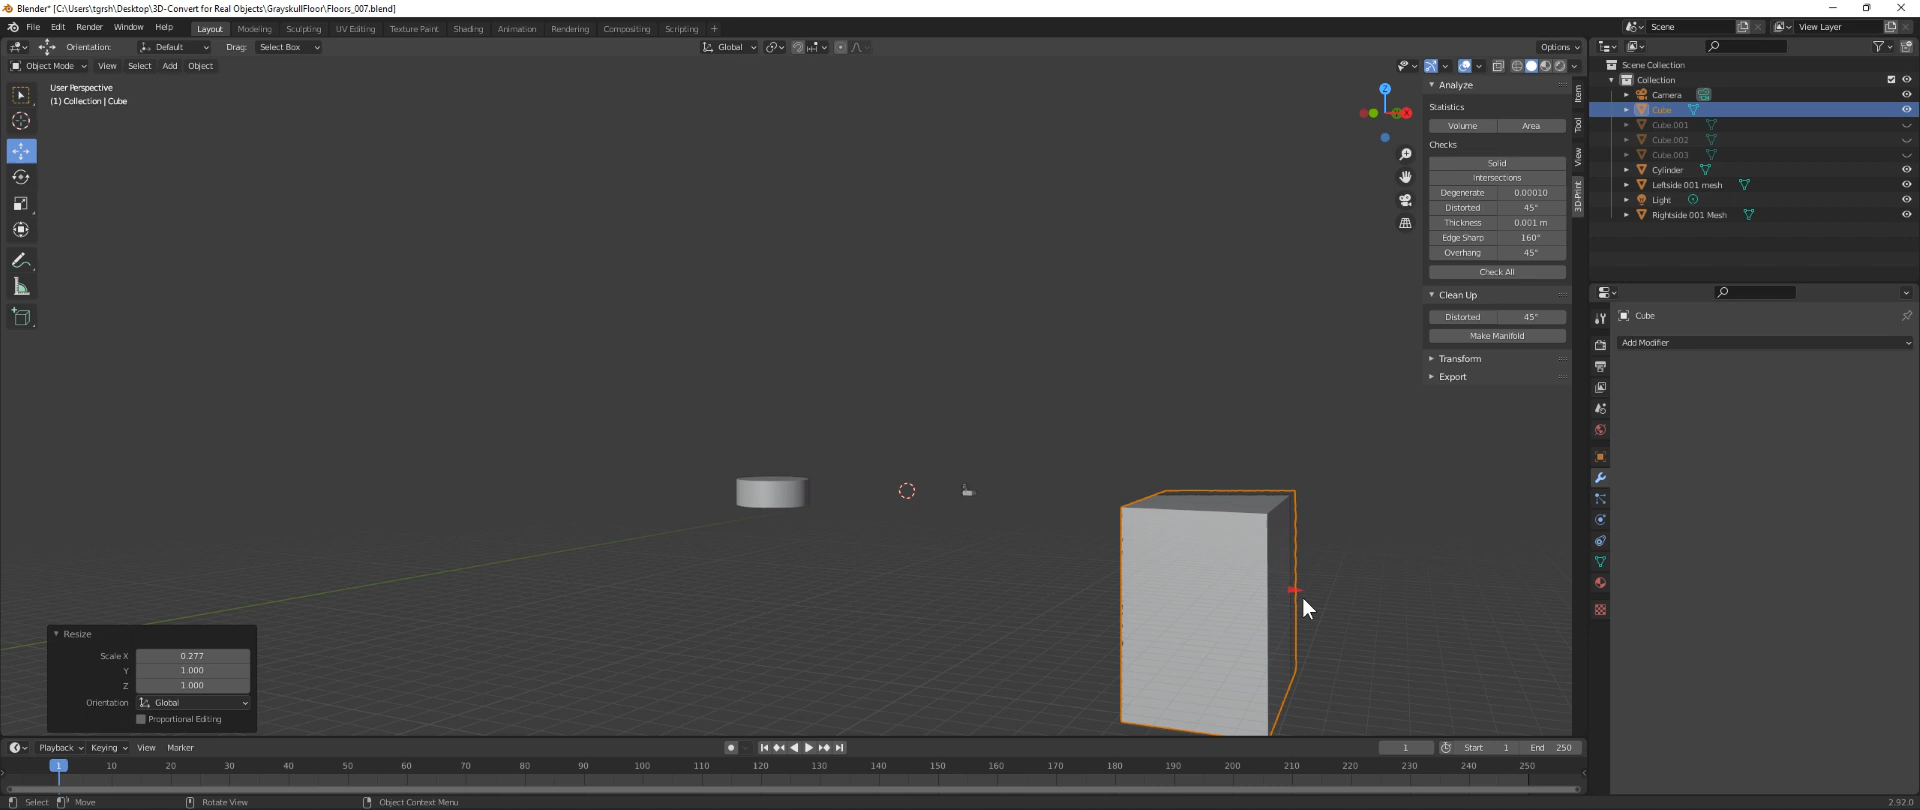 Blender* [C:\Users\tgrsh\Desktop\3D-Convert for Real Objects\GrayskullFloor\Floors_007.blend]
File Edit Render Window Help Layout Modeling Sculpting UV Editing Texture Paint Shading Animation Rendering Compositing Scripting + Scene View Layer
Orientation: Default Drag: Select Box Global Options
Object Mode View Select Add Object
User Perspective
(1) Collection | Cube
Z
X
Analyze
Statistics
Volume Area
Checks
Solid
Intersections
Degenerate 0.00010
Distorted 45°
Thickness 0.001 m
Edge Sharp 160°
Overhang 45°
Check All
Clean Up
Distorted 45°
Make Manifold
Transform
Export
Item
Tool
View
3D-Print
Scene Collection
Collection
Camera
Cube
Cube.001
Cube.002
Cube.003
Cylinder
Leftside 001 mesh
Light
Rightside 001 Mesh
Cube
Add Modifier
Resize
Scale X 0.277
Y 1.000
Z 1.000
Orientation Global
Proportional Editing
Playback Keying View Marker 1 Start 1 End 250
1 10 20 30 40 50 60 70 80 90 100 110 120 130 140 150 160 170 180 190 200 210 220 230 240 250
Select Move Rotate View Object Context Menu 2.92.0